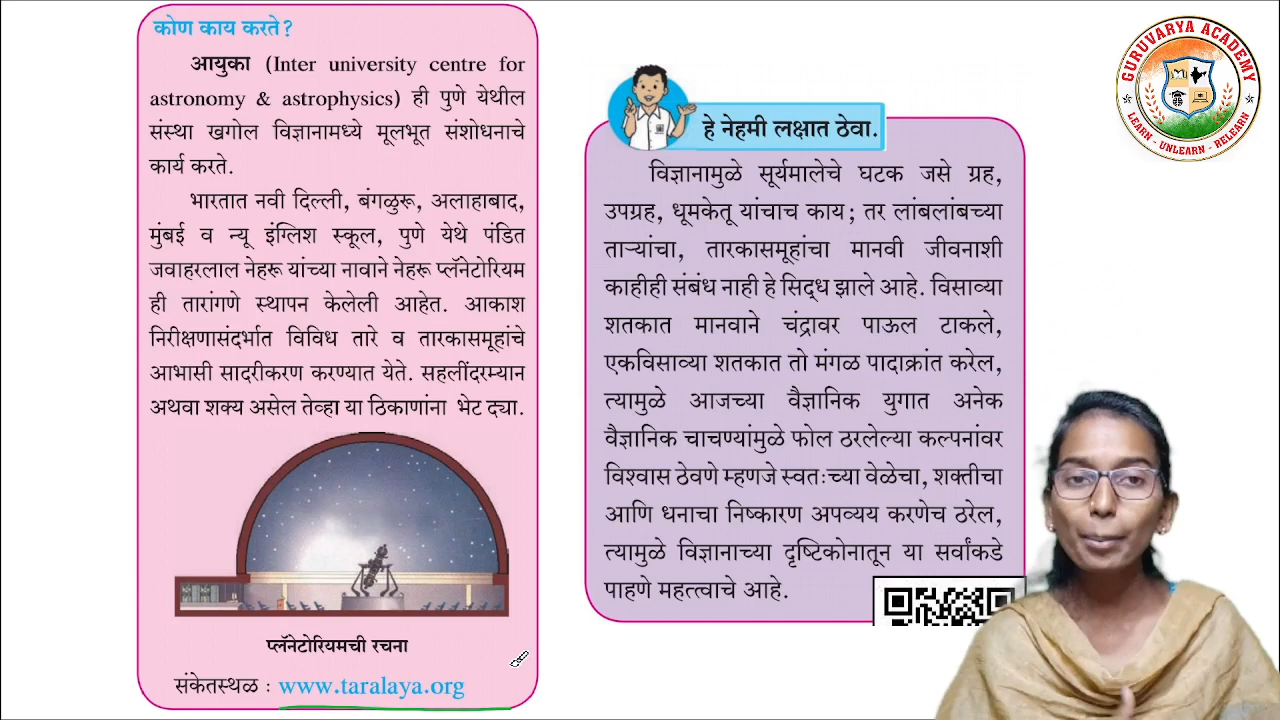 कोण काय करते?
आयुका (Inter university centre for
astronomy & astrophysics) ही पुणे येथील
संस्था खगोल विज्ञानामध्ये मूलभूत संशोधनाचे
कार्य करते.
भारतात नवी दिल्ली, बंगळुरू, अलाहाबाद,
मुंबई व न्यू इंग्लिश स्कूल, पुणे येथे पंडित
जवाहरलाल नेहरू यांच्या नावाने नेहरू प्लॅनेटोरियम
ही तारांगणे स्थापन केलेली आहेत. आकाश
निरीक्षणासंदर्भात विविध तारे व तारकासमूहांचे
आभासी सादरीकरण करण्यात येते. सहलींदरम्यान
अथवा शक्य असेल तेव्हा या ठिकाणांना भेट द्या.
प्लॅनेटोरियमची रचना
संकेतस्थळ : www.taralaya.org
हे नेहमी लक्षात ठेवा.
विज्ञानामुळे सूर्यमालेचे घटक जसे ग्रह,
उपग्रह, धूमकेतू यांचाच काय; तर लांबलांबच्या
ताऱ्यांचा, तारकासमूहांचा मानवी जीवनाशी
काहीही संबंध नाही हे सिद्ध झाले आहे. विसाव्या
शतकात मानवाने चंद्रावर पाऊल टाकले,
एकविसाव्या शतकात तो मंगळ पादाक्रांत करेल,
त्यामुळे आजच्या वैज्ञानिक युगात अनेक
वैज्ञानिक चाचण्यांमुळे फोल ठरलेल्या कल्पनांवर
विश्वास ठेवणे म्हणजे स्वतःच्या वेळेचा, शक्तीचा
आणि धनाचा निष्कारण अपव्यय करणेच ठरेल,
त्यामुळे विज्ञानाच्या दृष्टिकोनातून या सर्वांकडे
पाहणे महत्त्वाचे आहे.
GURUVARYA ACADEMY
LEARN - UNLEARN - RELEARN